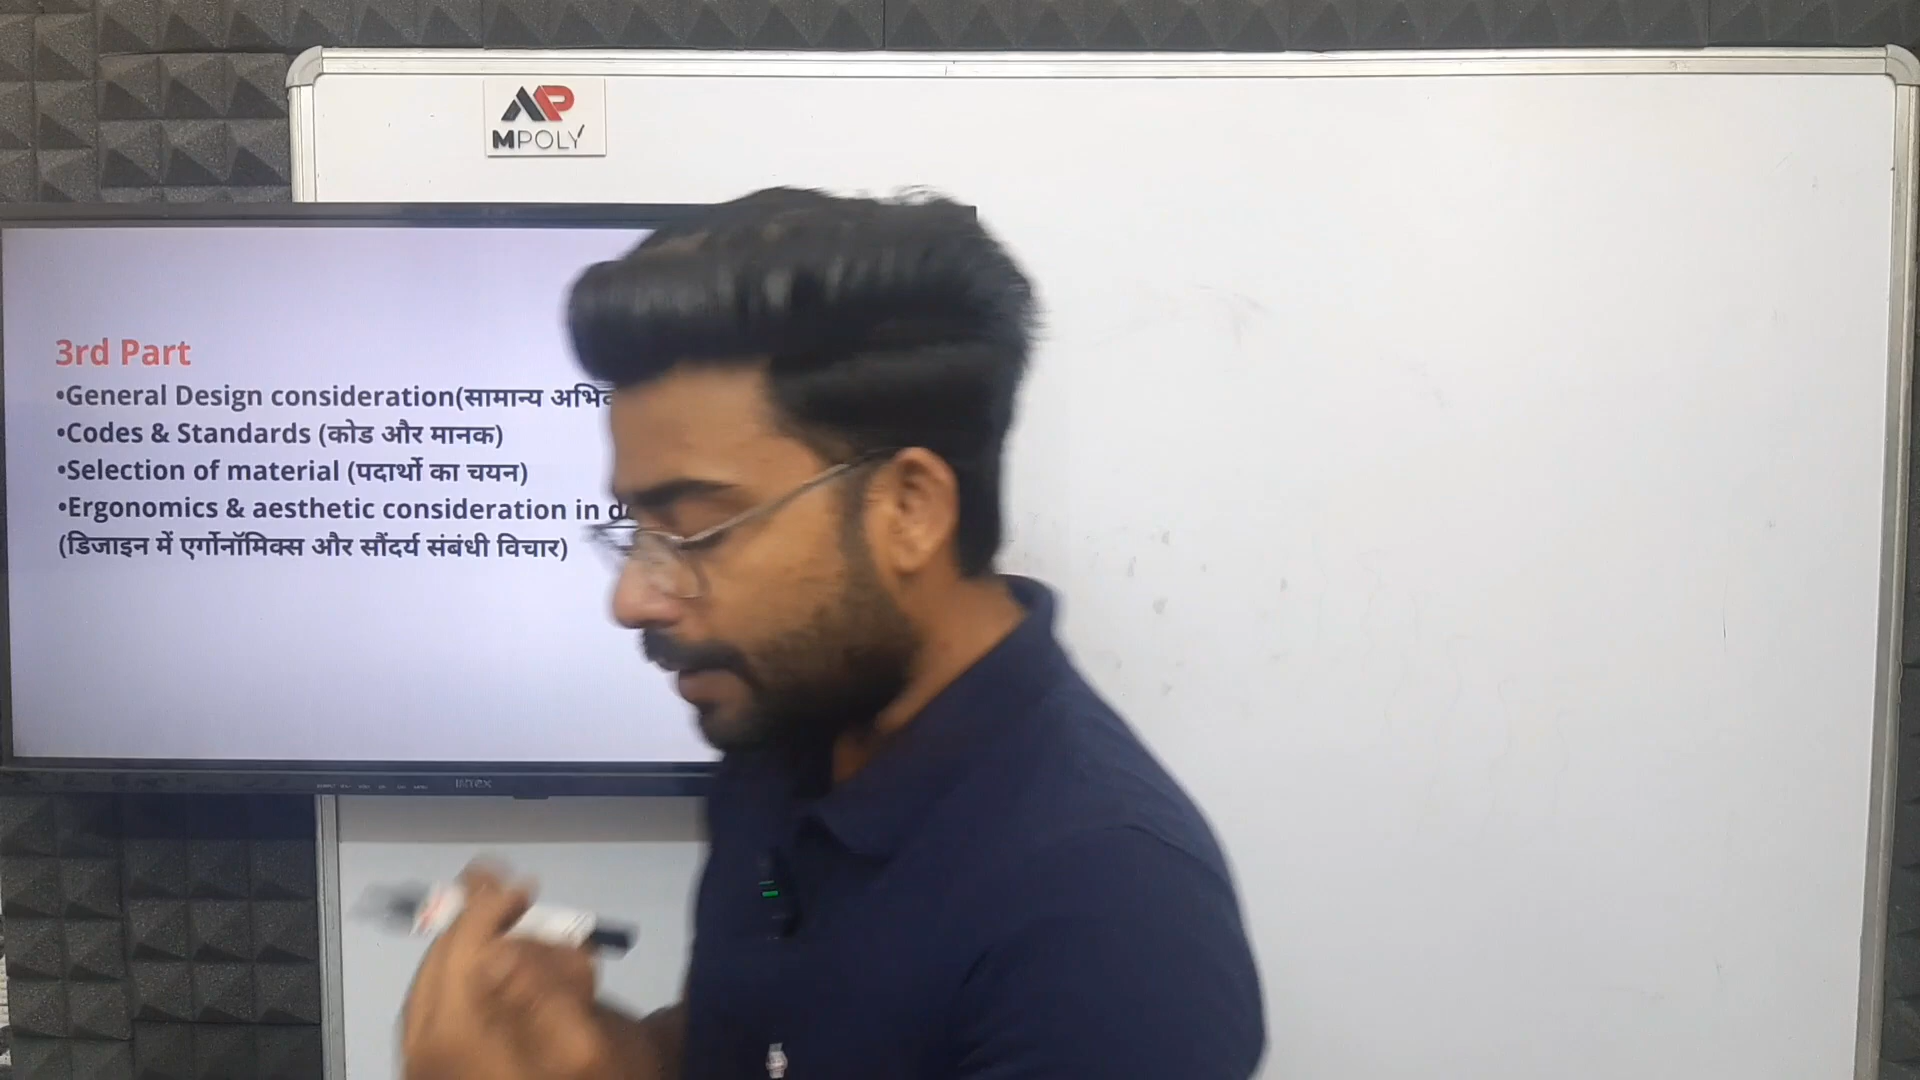 MPOLY
3rd Part
•General Design consideration(सामान्य
•Codes & Standards (कोड और मानक)
•Selection of material (पदार्थो का चयन)
•Ergonomics & aesthetic consideration in
(डिजाइन में एर्गोनॉमिक्स और सौंदर्य संबंधी विचार)
intex